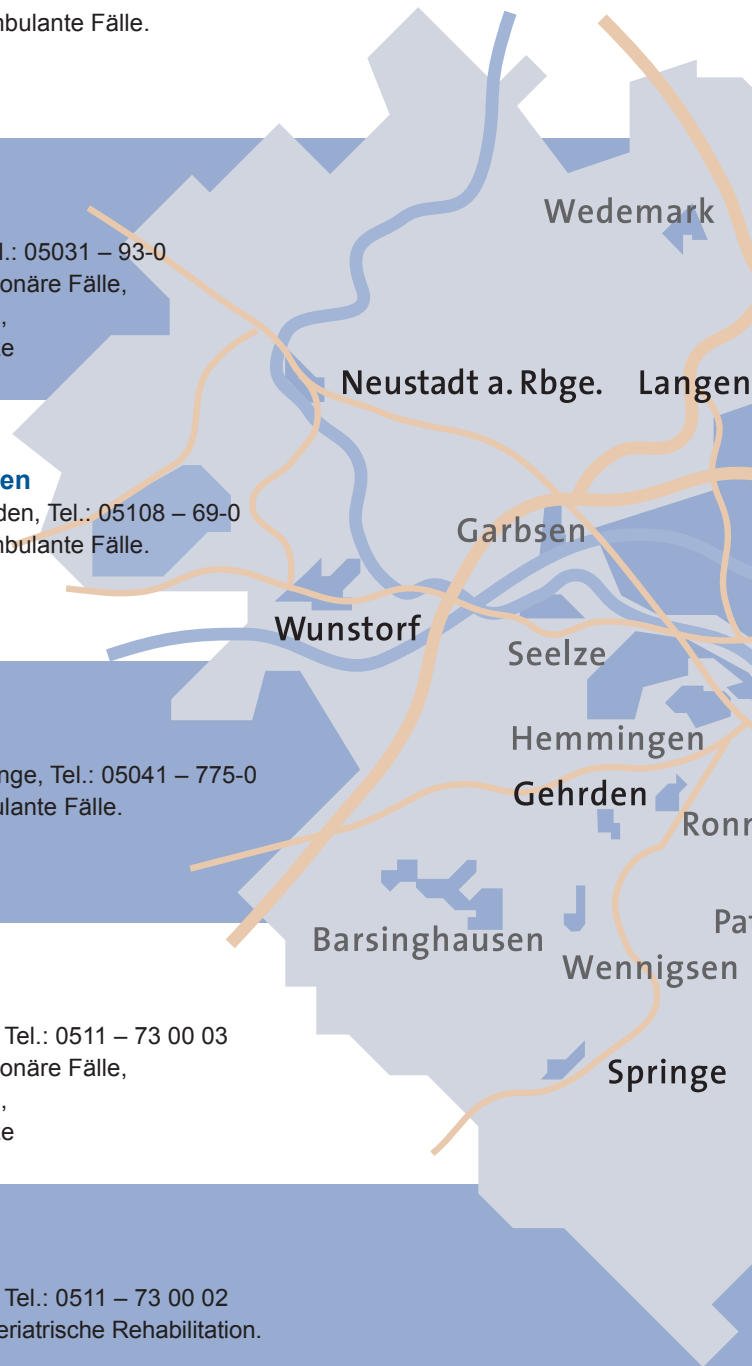 nbulante Fälle.
l.: 05031 – 93-0
onäre Fälle,
,
e
en
den, Tel.: 05108 – 69-0
nbulante Fälle.
nge, Tel.: 05041 – 775-0
ulante Fälle.
Tel.: 0511 – 73 00 03
onäre Fälle,
,
e
Tel.: 0511 – 73 00 02
eriatrische Rehabilitation.
Wedemark
Neustadt a. Rbge. Langen
Garbsen
Wunstorf
Seelze
Hemmingen
Gehrden
Ronn
Pat
Barsinghausen
Wennigsen
Springe